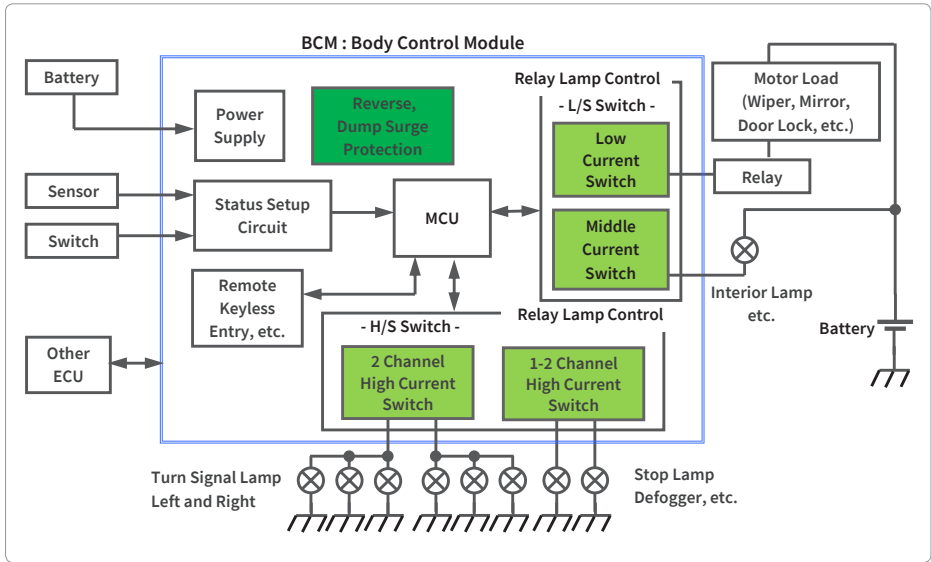 BCM : Body Control Module
Battery
Power
Supply
Reverse,
Dump Surge
Protection
Relay Lamp Control
- L/S Switch -
Low
Current
Switch
Middle
Current
Switch
Motor Load
(Wiper, Mirror,
Door Lock, etc.)
Relay
Sensor
Switch
Status Setup
Circuit
MCU
Remote
Keyless
Entry, etc.
Interior Lamp
etc.
Battery
Other
ECU
Relay Lamp Control
- H/S Switch -
2 Channel
High Current
Switch
1-2 Channel
High Current
Switch
Turn Signal Lamp
Left and Right
Stop Lamp
Defogger, etc.